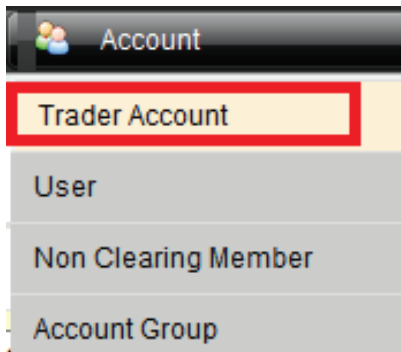 Account
Trader Account
User
Non Clearing Member
Account Group